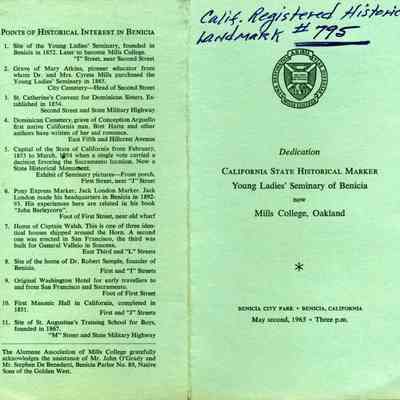 POINTS OF HISTORICAL INTEREST IN BENICIA
1. Site of the Young Ladies' Seminary, founded in
Benicia in 1852. Later to become Mills College.
"I" Street, near Second Street
2. Grave of Mary Atkins, pioneer educator from
whom Dr. and Mrs. Cyrus Mills purchased the
Young Ladies' Seminary in 1865.
City Cemetery—Head of Second Street
3. St. Catherine's Convent for Dominican Sisters. Es-
tablished in 1854.
Second Street and State Military Highway
4. Dominican Cemetery, grave of Concepcion Arguello
first native California nun. Bret Harte and other
authors have written of her sad romance.
East Fifth and Hillcrest Avenue
5. Capital of the State of California from February,
1853 to March, 1854 when a single vote carried a
decision favoring the Sacramento location. Now a
State Historical Monument.
Exhibit of Seminary pictures—Front porch.
First Street, near "I" Street
6. Pony Express Marker, Jack London Marker. Jack
London made his headquarters in Benicia in 1892-
93. His experiences here are related in his book
"John Barleycorn".
Foot of First Street, near old wharf
7. Home of Captain Walsh. This is one of three iden-
tical houses shipped around the Horn. A second
one was erected in San Francisco, the third was
built for General Vallejo in Sonoma.
East Third and "L" Streets
8. Site of the home of Dr. Robert Semple, founder of
Benicia.
First and "I" Streets
9. Original Washington Hotel for early travellers to
and from San Francisco and Sacramento.
Foot of First Street
10. First Masonic Hall in California, completed in
1851.
First and "J" Streets
11. Site of St. Augustine's Training School for Boys,
founded in 1867.
"M" Street and State Military Highway
The Alumnae Association of Mills College gratefully
acknowledges the assistance of Mr. John O'Grady and
Mr. Stephen De Benedett, Benicia Parlor No. 89, Native
Sons of the Golden West.
Calif. Registered Historic
Landmark # 795
Dedication
CALIFORNIA STATE HISTORICAL MARKER
Young Ladies' Seminary of Benicia
now
Mills College, Oakland
*
BENICIA CITY PARK • BENICIA, CALIFORNIA
May second, 1965 • Three p.m.